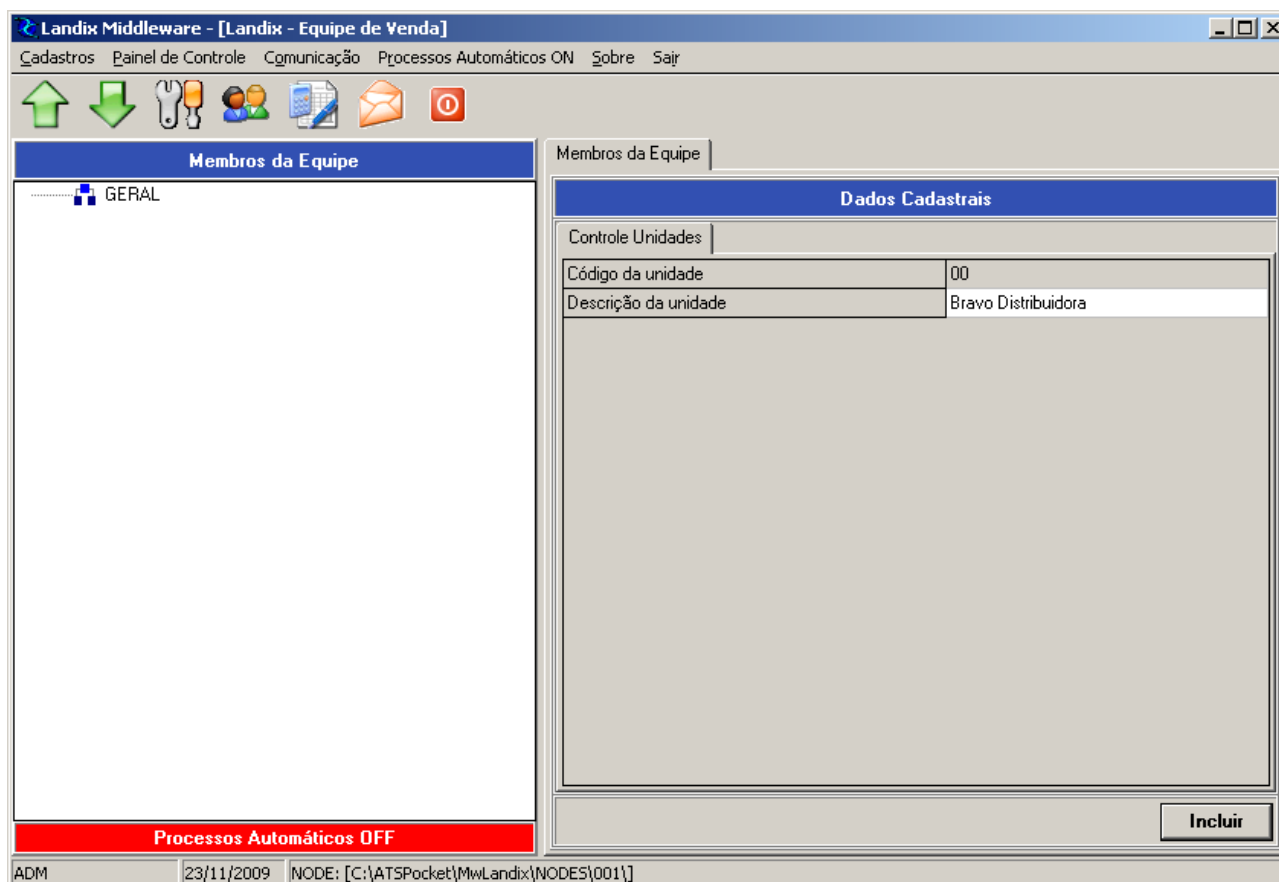 Landix Middleware - [Landix - Equipe de Venda]
Cadastros Painel de Controle Comunicação Processos Automáticos ON Sobre Sair
Membros da Equipe
GERAL
Processos Automáticos OFF
Membros da Equipe
Dados Cadastrais
Controle Unidades
Código da unidade 00
Descrição da unidade Bravo Distribuidora
Incluir
ADM 23/11/2009 NODE: [C:\ATSPocket\MwLandix\NODES\001\]